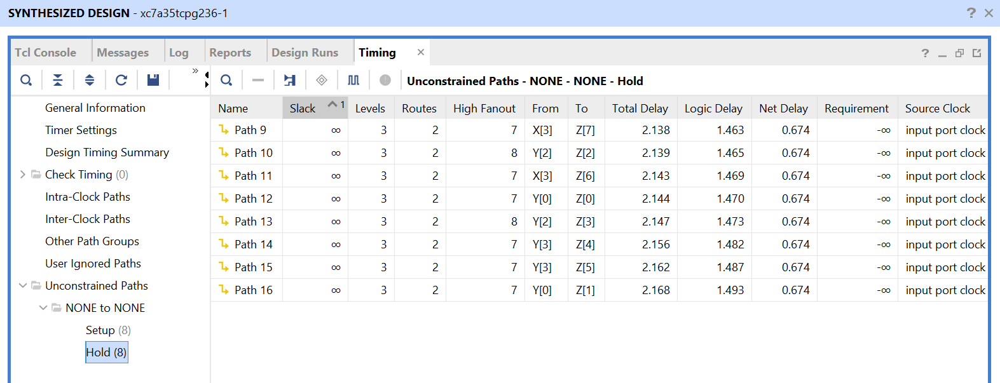 SYNTHESIZED DESIGN - xc7a35tcpg236-1
Tcl Console Messages Log Reports Design Runs Timing
Unconstrained Paths - NONE - NONE - Hold
General Information
Timer Settings
Design Timing Summary
Check Timing (0)
Intra-Clock Paths
Inter-Clock Paths
Other Path Groups
User Ignored Paths
Unconstrained Paths
NONE to NONE
Setup (8)
Hold (8)
Name Slack 1 Levels Routes High Fanout From To Total Delay Logic Delay Net Delay Requirement Source Clock
Path 9 ∞ 3 2 7 X[3] Z[7] 2.138 1.463 0.674 -∞ input port clock
Path 10 ∞ 3 2 8 Y[2] Z[2] 2.139 1.465 0.674 -∞ input port clock
Path 11 ∞ 3 2 7 X[3] Z[6] 2.143 1.469 0.674 -∞ input port clock
Path 12 ∞ 3 2 7 Y[0] Z[0] 2.144 1.470 0.674 -∞ input port clock
Path 13 ∞ 3 2 8 Y[2] Z[3] 2.147 1.473 0.674 -∞ input port clock
Path 14 ∞ 3 2 7 Y[3] Z[4] 2.156 1.482 0.674 -∞ input port clock
Path 15 ∞ 3 2 7 Y[3] Z[5] 2.162 1.487 0.674 -∞ input port clock
Path 16 ∞ 3 2 7 Y[0] Z[1] 2.168 1.493 0.674 -∞ input port clock